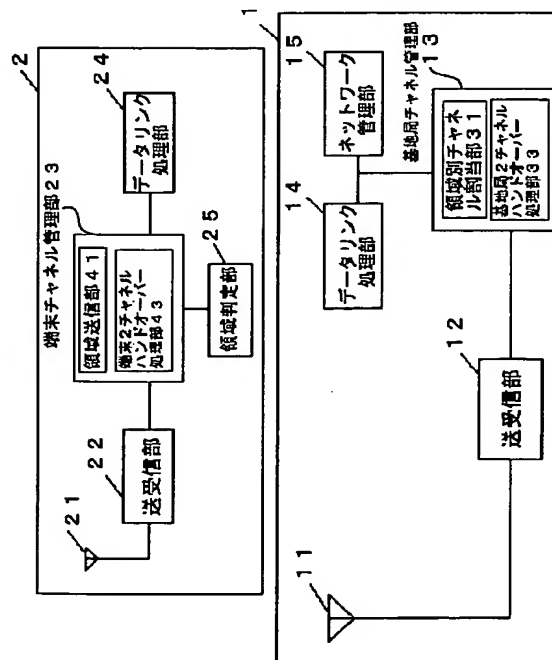 2
端末チャネル管理部23
領域送信部41
端末2チャネル
ハンドオーバー
処理部43
24
データリンク
処理部
25
領域判定部
22
送受信部
21
1
15
ネットワーク
管理部
14
データリンク
処理部
基地局チャネル管理部
13
領域別チャネ
ル割当部31
基地局2チャネル
ハンドオーバー
処理部33
12
送受信部
11